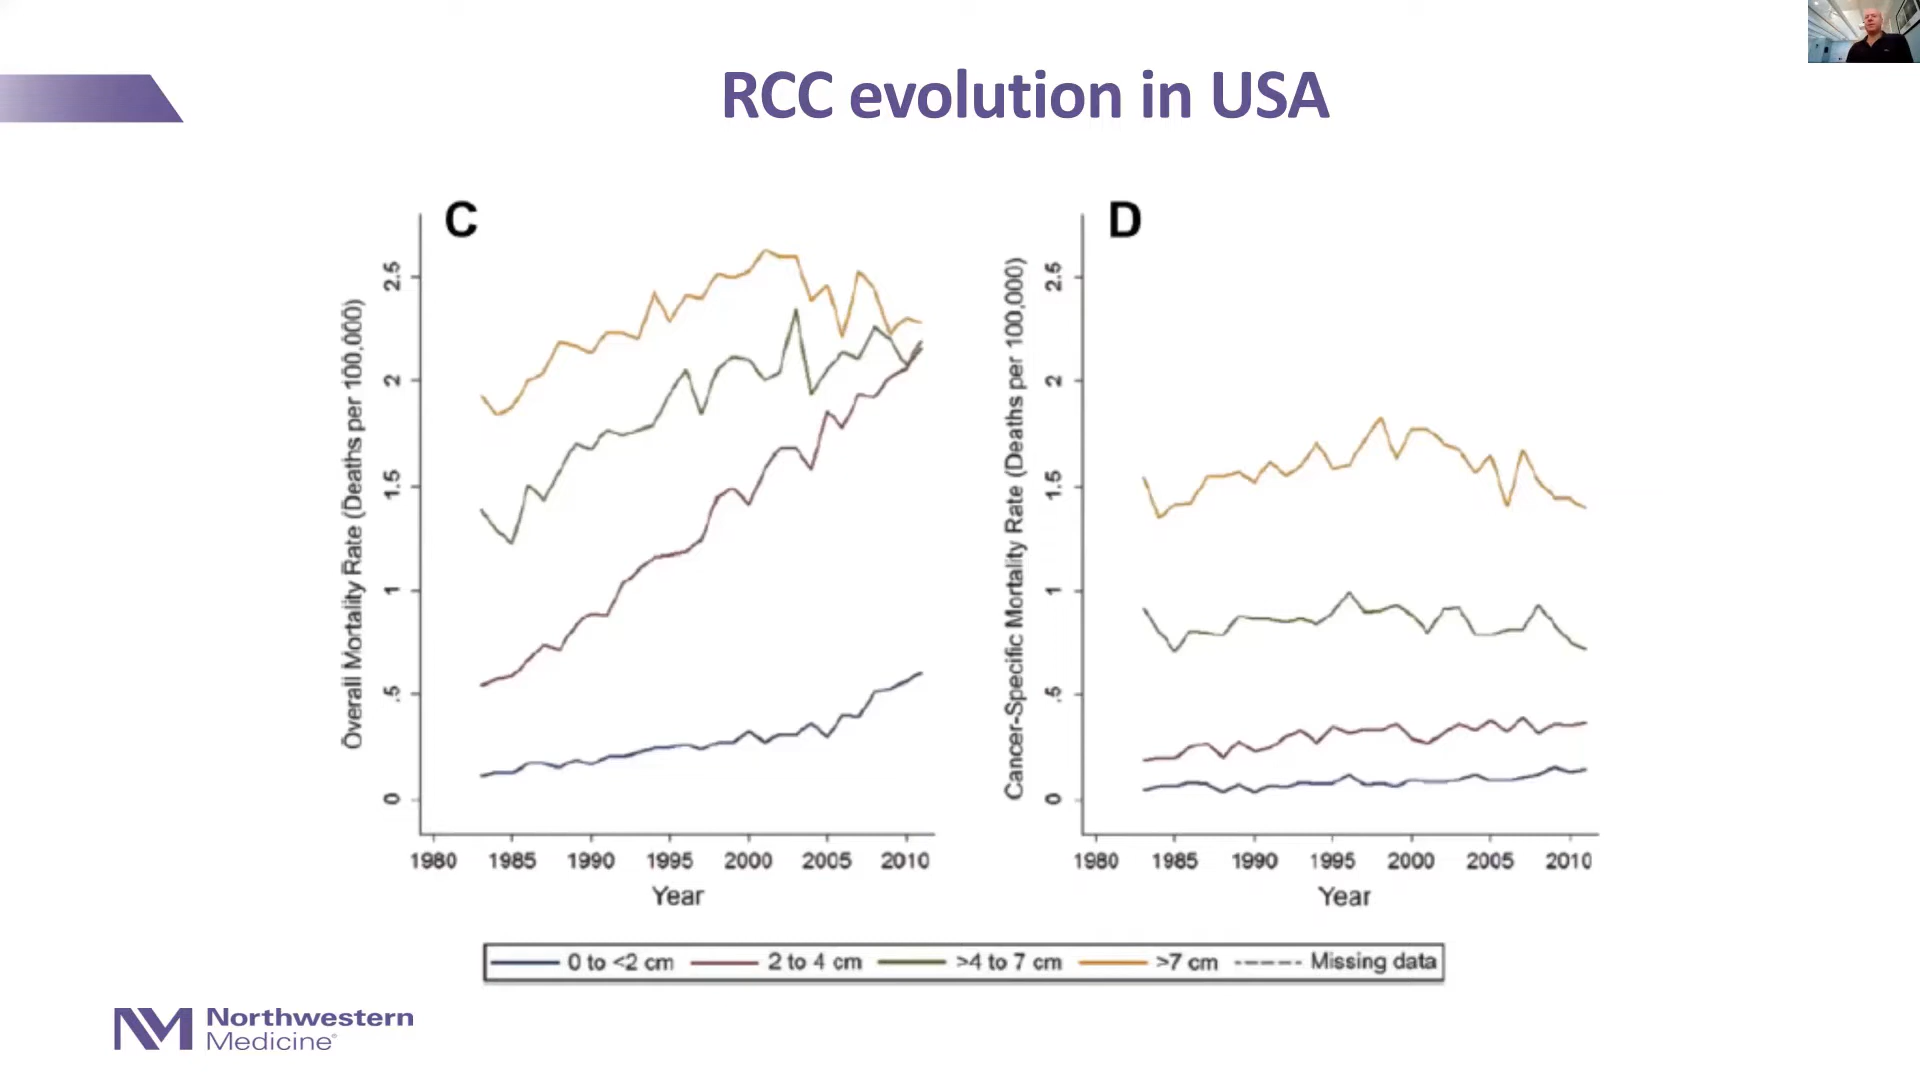 RCC evolution in USA
C
Overall Mortality Rate (Deaths per 100,000)
2.5
2
1.5
1
.5
0
1980 1985 1990 1995 2000 2005 2010
Year
D
Cancer-Specific Mortality Rate (Deaths per 100,000)
2.5
2
1.5
1
.5
0
1980 1985 1990 1995 2000 2005 2010
Year
0 to <2 cm 2 to 4 cm >4 to 7 cm >7 cm Missing data
NM Northwestern
Medicine®